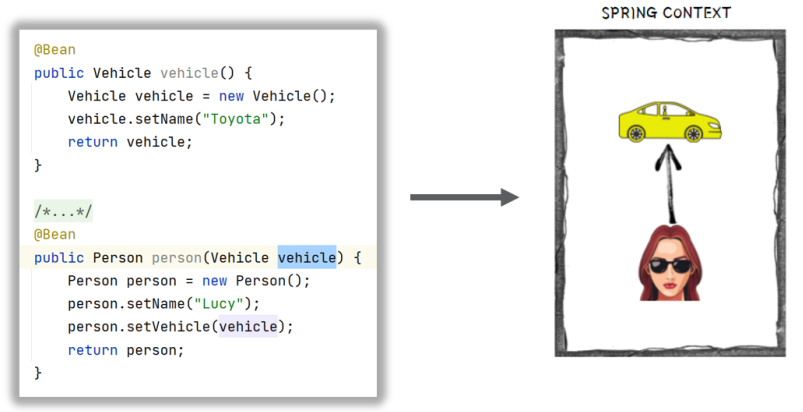 SPRING CONTEXT
@Bean
public Vehicle vehicle() {
    Vehicle vehicle = new Vehicle();
    vehicle.setName("Toyota");
    return vehicle;
}
/*...*/
@Bean
public Person person(Vehicle vehicle) {
    Person person = new Person();
    person.setName("Lucy");
    person.setVehicle(vehicle);
    return person;
}